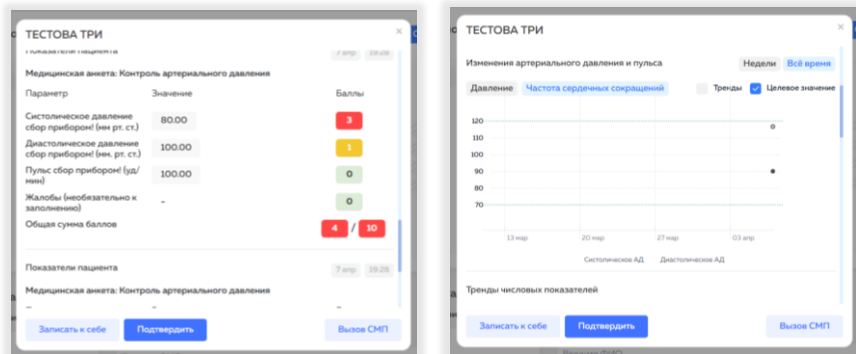 ТЕСТОВА ТРИ
Показатели пациента
7 апр 19:28
Медицинская анкета: Контроль артериального давления
Параметр Значение Баллы
Систолическое давление
сбор прибором! (мм рт. ст.)
80.00
3
Диастолическое давление
сбор прибором! (мм. рт. ст.)
100.00
1
Пульс сбор прибором! (уд/
мин)
100.00
0
Жалобы (необязательно к
заполнению)
-
0
Общая сумма баллов
4 / 10
Показатели пациента
7 апр 19:28
Медицинская анкета: Контроль артериального давления
Записать к себе Подтвердить Вызов СМП
ТЕСТОВА ТРИ
Изменения артериального давления и пульса
Недели Всё время
Давление Частота сердечных сокращений
Тренды Целевое значение
120
110
100
90
80
70
13 мар 20 мар 27 мар 03 апр
Систолическое АД Диастолическое АД
Тренды числовых показателей
Записать к себе Подтвердить Вызов СМП